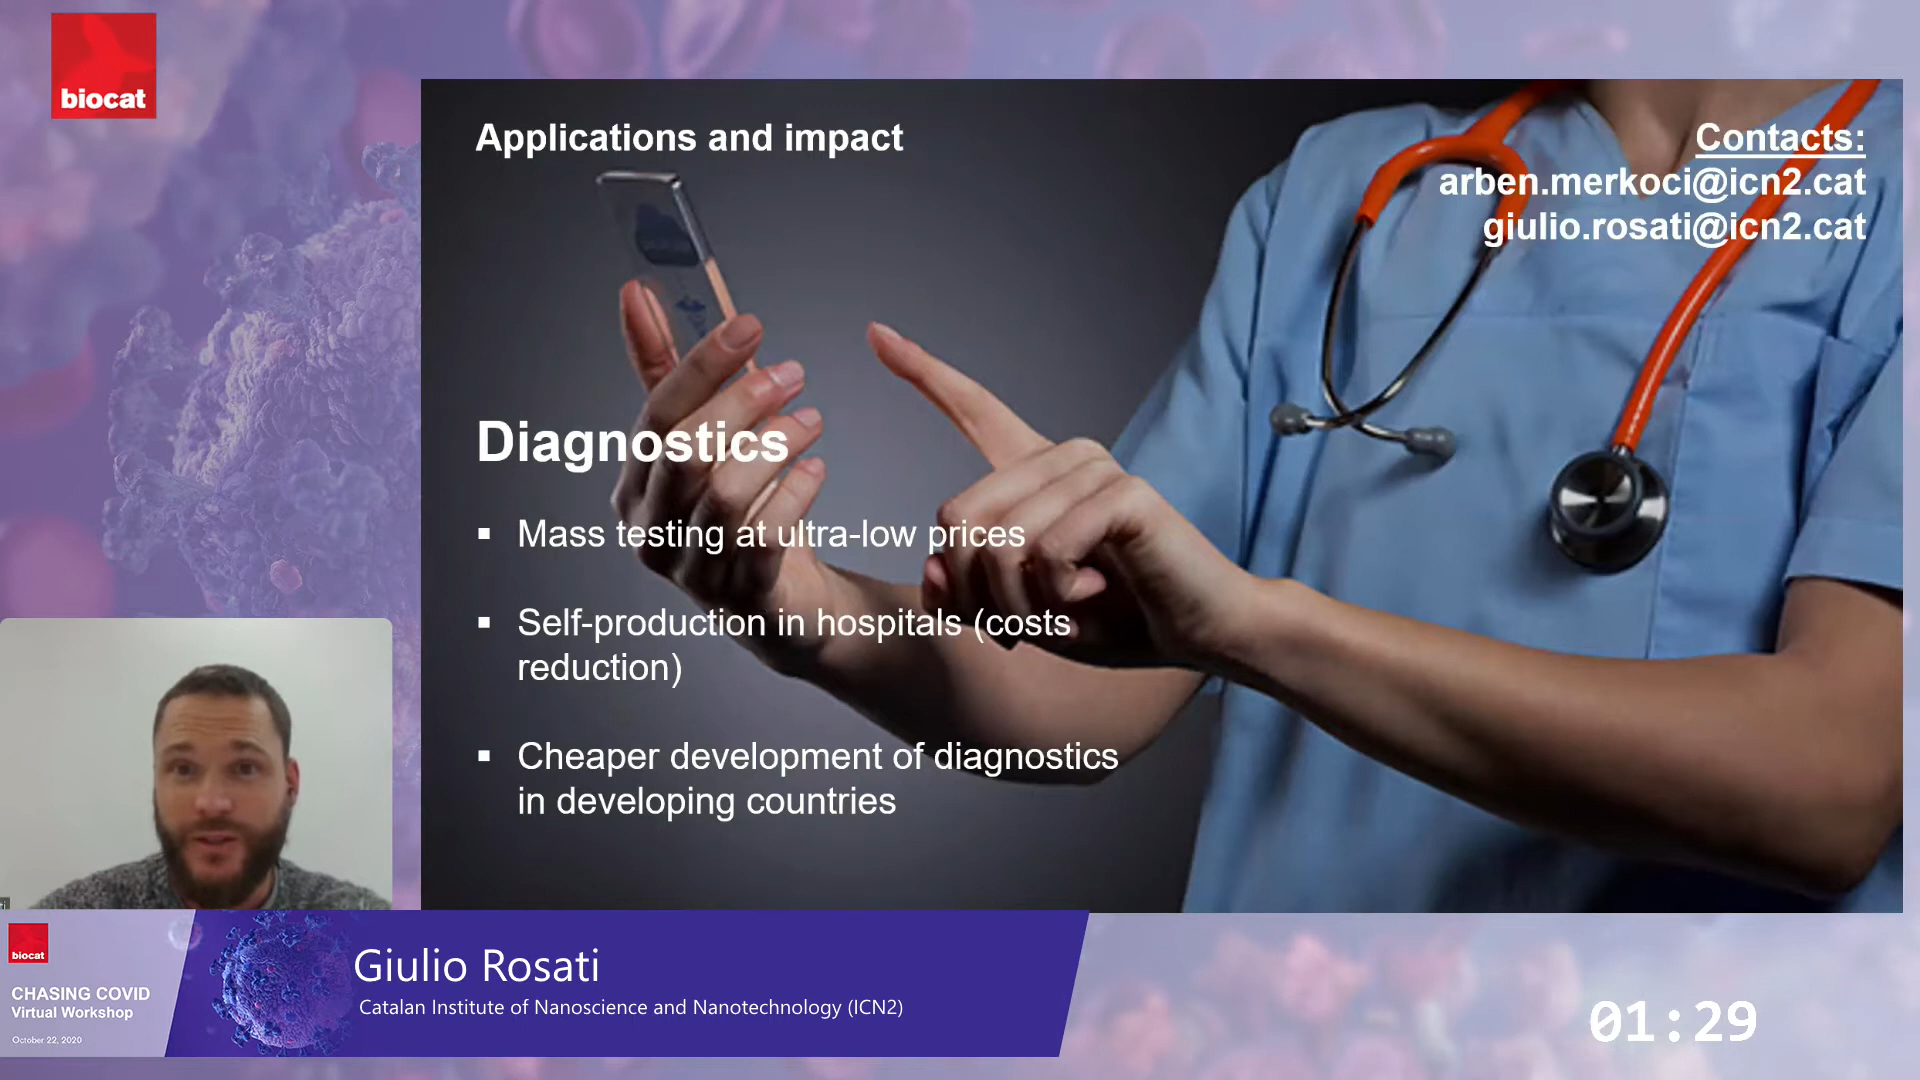 biocat
Applications and impact
Contacts:
arben.merkoci@icn2.cat
giulio.rosati@icn2.cat
Diagnostics
▪ Mass testing at ultra-low prices
▪ Self-production in hospitals (costs
reduction)
▪ Cheaper development of diagnostics
in developing countries
biocat
CHASING COVID
Virtual Workshop
October 22, 2020
Giulio Rosati
Catalan Institute of Nanoscience and Nanotechnology (ICN2)
01:29